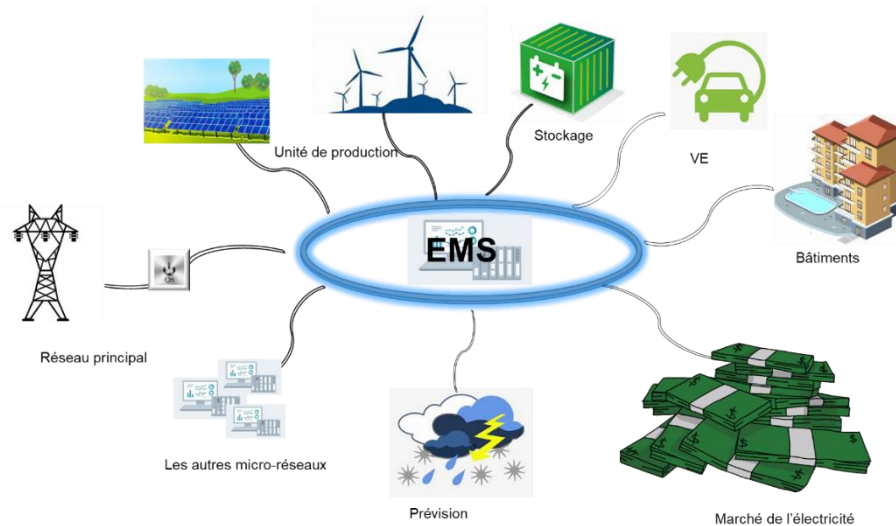 Unité de production
Stockage
VE
Bâtiments
EMS
Réseau principal
Les autres micro-réseaux
Prévision
Marché de l'électricité